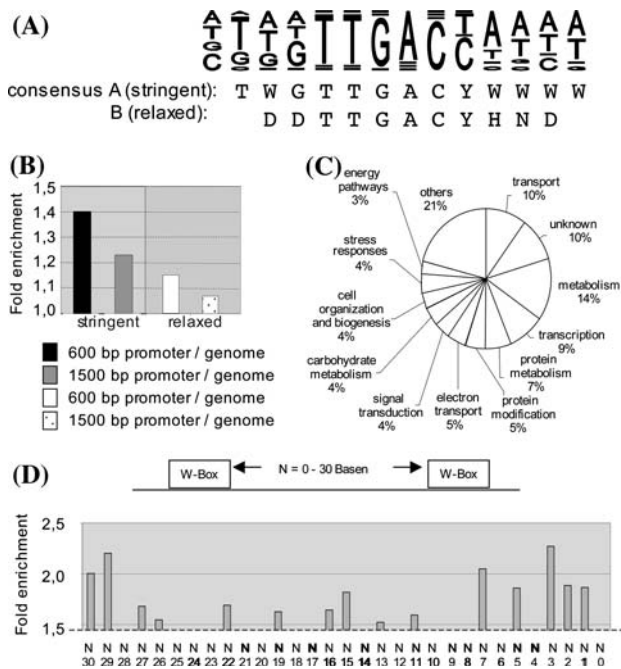 (A)
consensus A (stringent): T W G T T G A C Y W W W W
B (relaxed): D D T T G A C Y H N D
(B)
Fold enrichment
1,5
1,4
1,3
1,2
1,1
1,0
stringent relaxed
600 bp promoter / genome
1500 bp promoter / genome
600 bp promoter / genome
1500 bp promoter / genome
(C)
energy
pathways
3%
others
21%
transport
10%
unknown
10%
metabolism
14%
transcription
9%
protein
metabolism
7%
protein
modification
5%
electron
transport
5%
signal
transduction
4%
carbohydrate
metabolism
4%
cell
organization
and biogenesis
4%
stress
responses
4%
(D)
W-Box
N = 0 - 30 Basen
W-Box
Fold enrichment
2,5
2,0
1,5
N N N N N N N N N N N N N N N N N N N N N N N N N N N N N N N
30 29 28 27 26 25 24 23 22 21 20 19 18 17 16 15 14 13 12 11 10 9 8 7 6 5 4 3 2 1 0